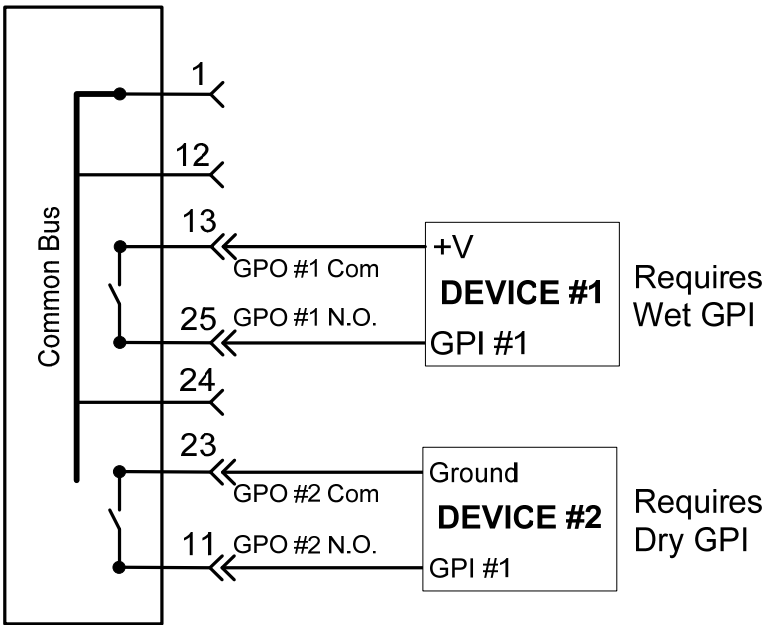 1
12
13
GPO #1 Com
+V
DEVICE #1
Requires
Wet GPI
Common Bus
25
GPO #1 N.O.
GPI #1
24
23
GPO #2 Com
Ground
DEVICE #2
Requires
Dry GPI
11
GPO #2 N.O.
GPI #1